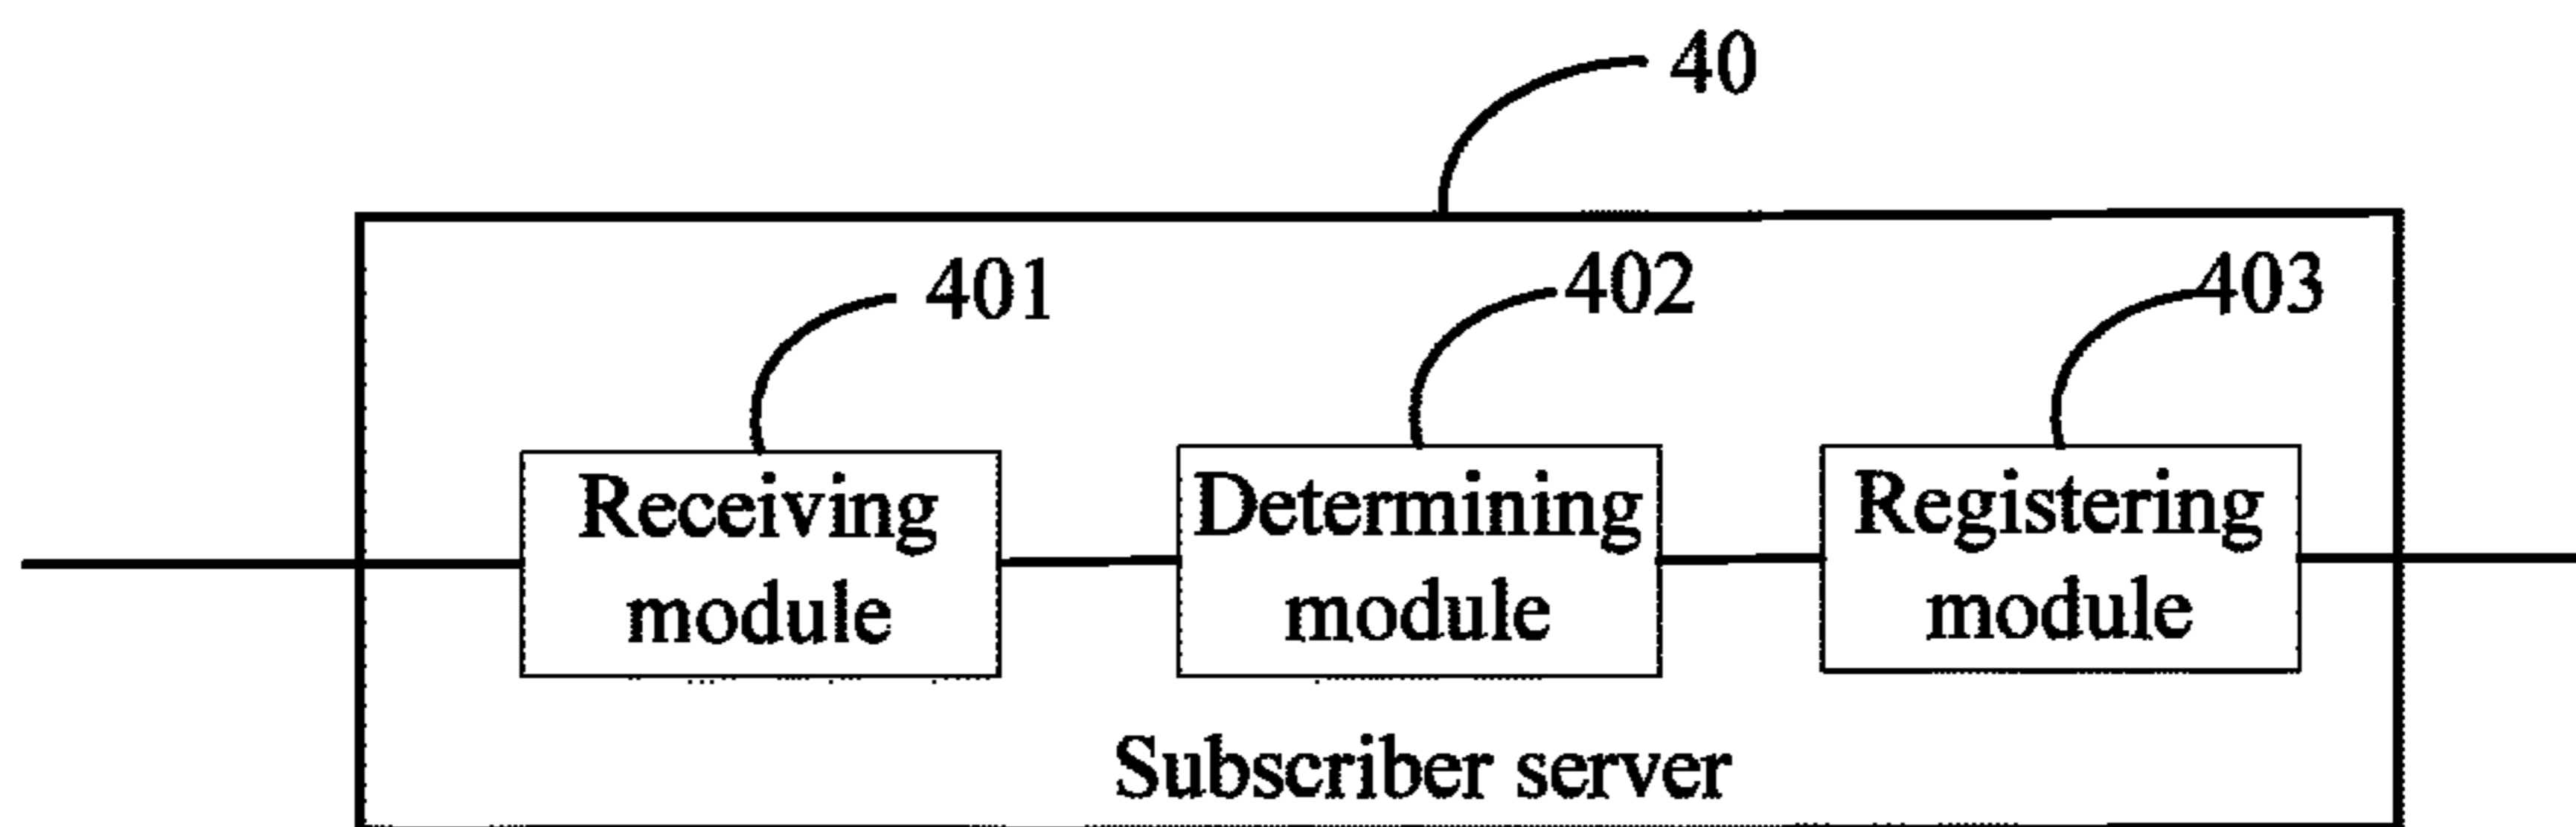 40
401
402
403
Receiving
module
Determining
module
Registering
module
Subscriber server